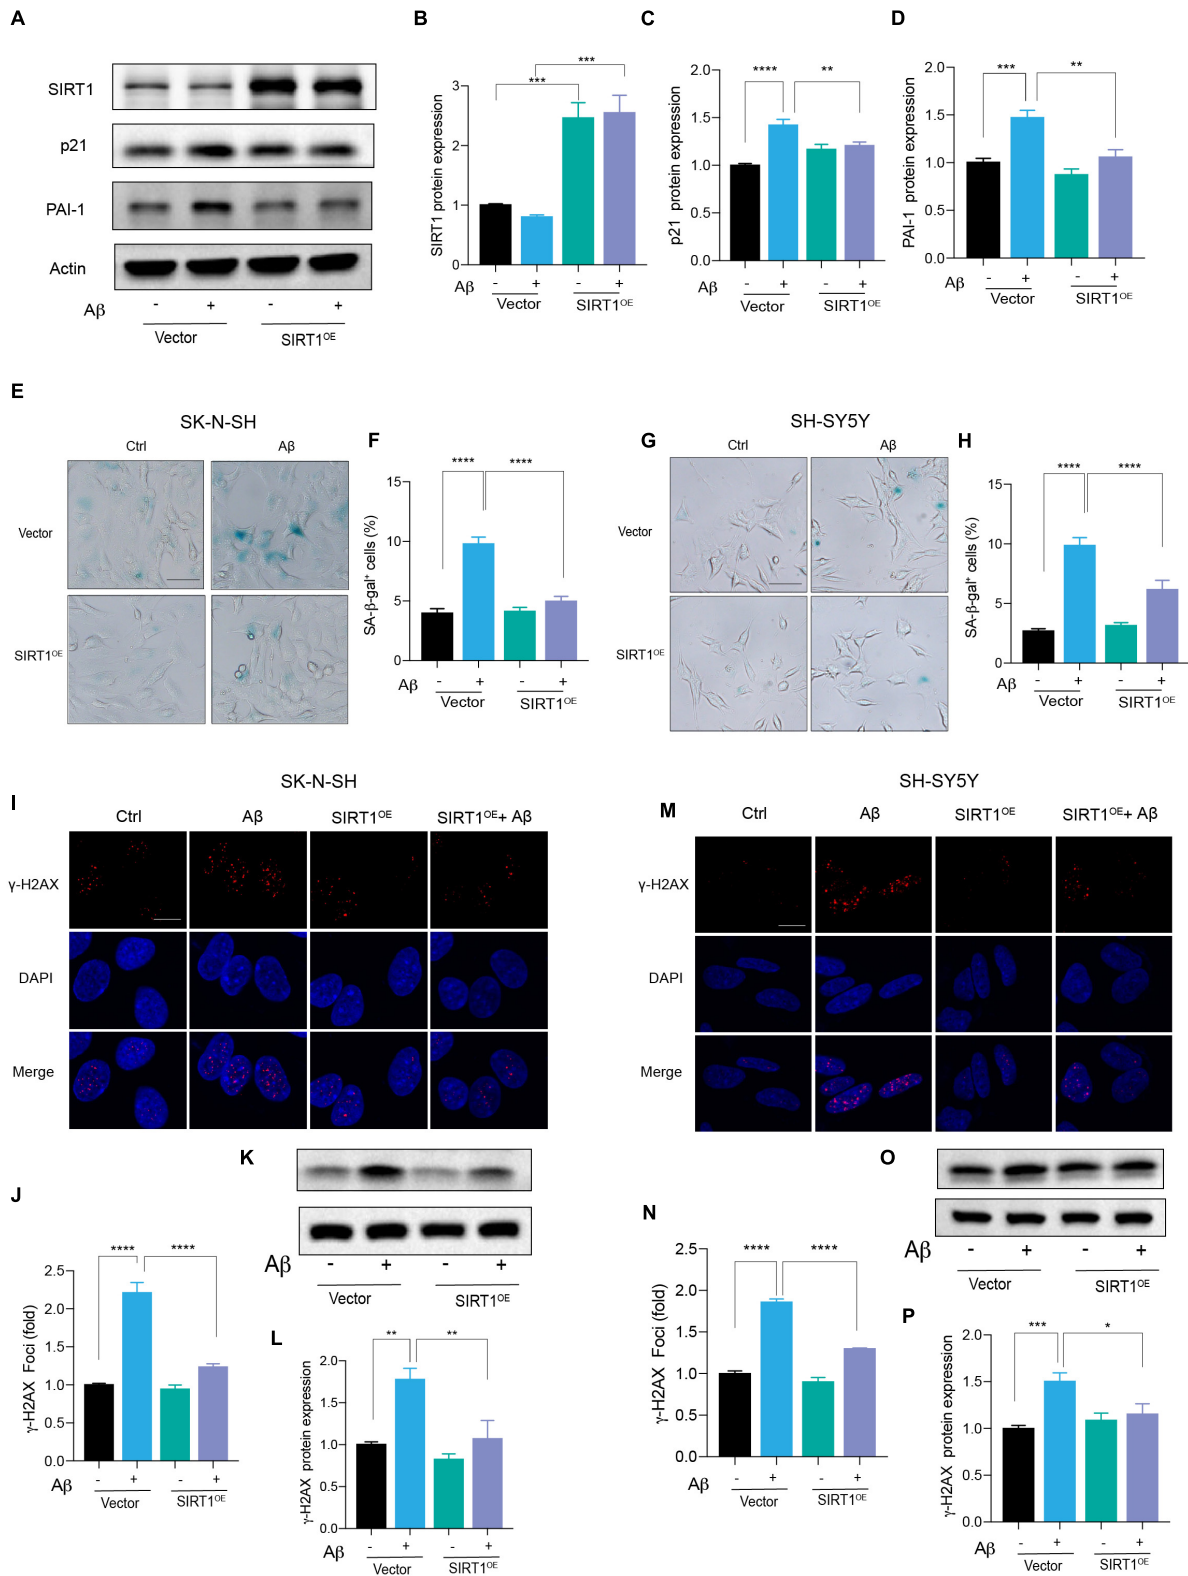 A
SIRT1
p21
PAI-1
Actin
Aβ - + - +
Vector SIRT1OE
B
*** ***
SIRT1 protein expression
3
2
1
0
Aβ - + - +
Vector SIRT1OE
C
**** **
p21 protein expression
2.0
1.5
1.0
0.5
0.0
Aβ - + - +
Vector SIRT1OE
D
*** **
PAI-1 protein expression
2.0
1.5
1.0
0.5
0.0
Aβ - + - +
Vector SIRT1OE
E
SK-N-SH
Ctrl Aβ
Vector
SIRT1OE
F
**** ****
SA-β-gal+ cells (%)
15
10
5
0
Aβ - + - +
Vector SIRT1OE
SH-SY5Y
G
Ctrl Aβ
Vector
SIRT1OE
H
**** ****
SA-β-gal+ cells (%)
15
10
5
0
Aβ - + - +
Vector SIRT1OE
SK-N-SH
I
Ctrl Aβ SIRT1OE SIRT1OE+ Aβ
γ-H2AX
DAPI
Merge
SH-SY5Y
M
Ctrl Aβ SIRT1OE SIRT1OE+ Aβ
γ-H2AX
DAPI
Merge
J
**** ****
γ-H2AX Foci (fold)
2.5
2.0
1.5
1.0
0.5
0.0
Aβ - + - +
Vector SIRT1OE
K
Aβ - + - +
Vector SIRT1OE
L
** **
γ-H2AX protein expression
2.0
1.5
1.0
0.5
0.0
Aβ - + - +
Vector SIRT1OE
N
**** ****
γ-H2AX Foci (fold)
2.5
2.0
1.5
1.0
0.5
0.0
Aβ - + - +
Vector SIRT1OE
O
Aβ - + - +
Vector SIRT1OE
P
*** *
γ-H2AX protein expression
2.0
1.5
1.0
0.5
0.0
Aβ - + - +
Vector SIRT1OE